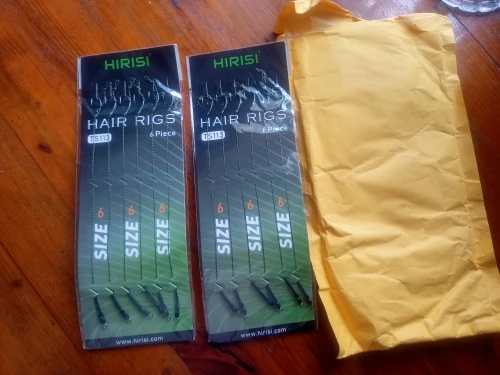 HIRISI
HAIR RIGS
6 Piece
TS113
SIZE 6 6 6
SIZE SIZE
www.hirisi.com
HIRISI
HAIR RIGS
6 Piece
TS113
SIZE 6 6 6
SIZE SIZE
www.hirisi.com